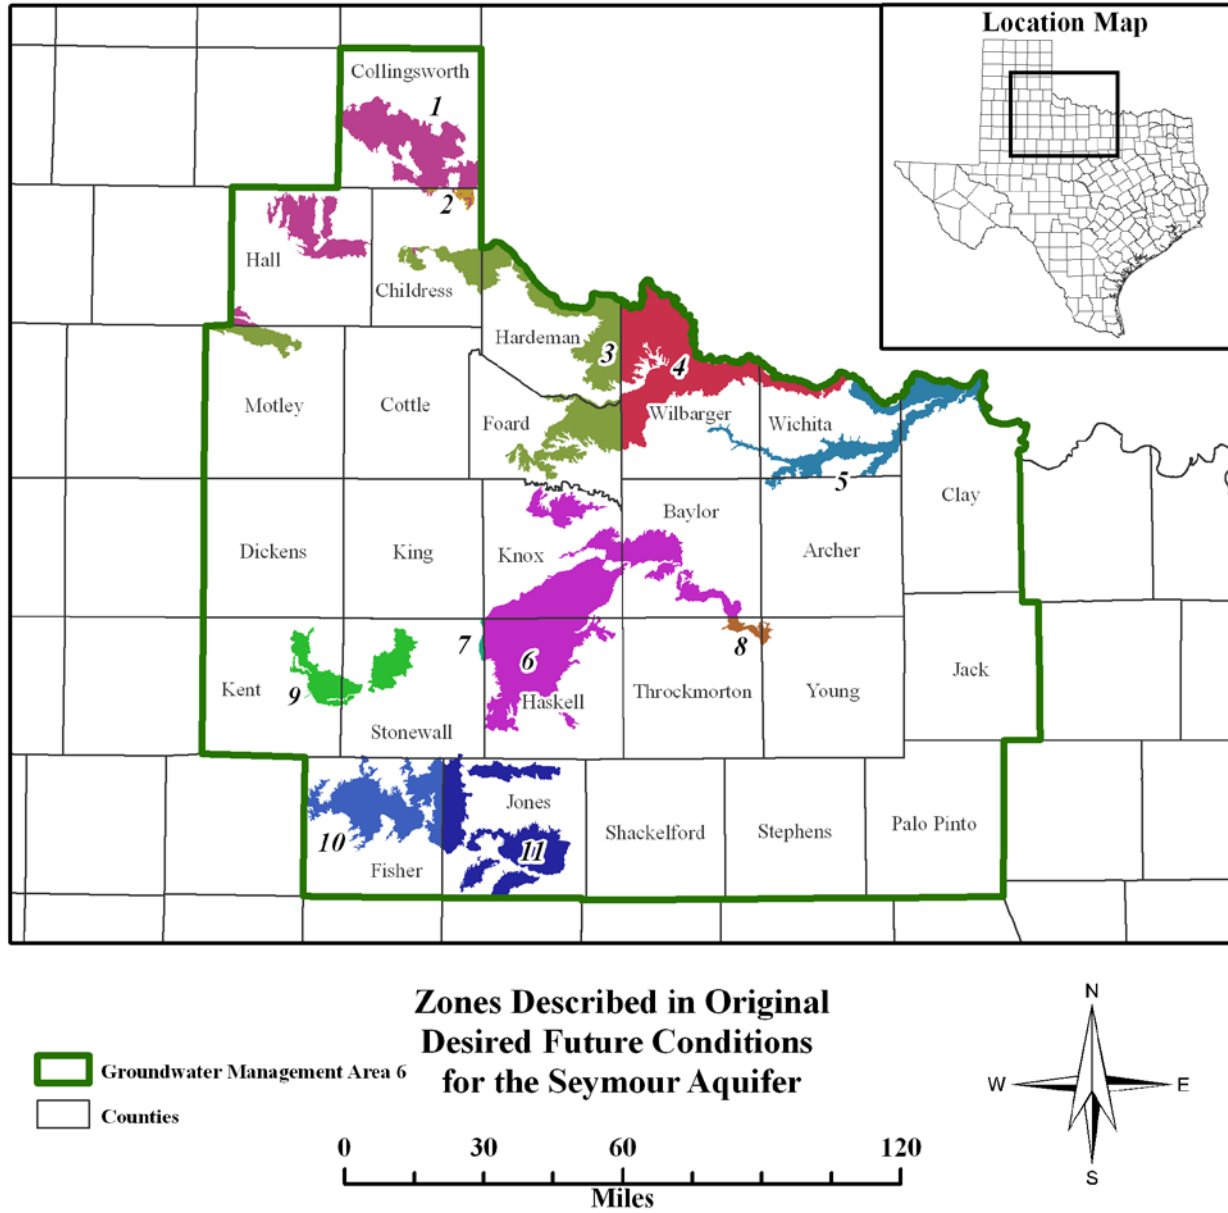 Location Map
Collingsworth
1
2
Hall
Childress
Hardeman
3
4
Motley
Cottle
Foard
Wilbarger
Wichita
5
Clay
Baylor
Dickens
King
Knox
Archer
7
6
8
Kent
9
Haskell
Throckmorton
Young
Jack
Stonewall
Jones
10
11
Shackelford
Stephens
Palo Pinto
Fisher
Zones Described in Original
Desired Future Conditions
for the Seymour Aquifer
Groundwater Management Area 6
Counties
0 30 60 120
Miles
N
W E
S